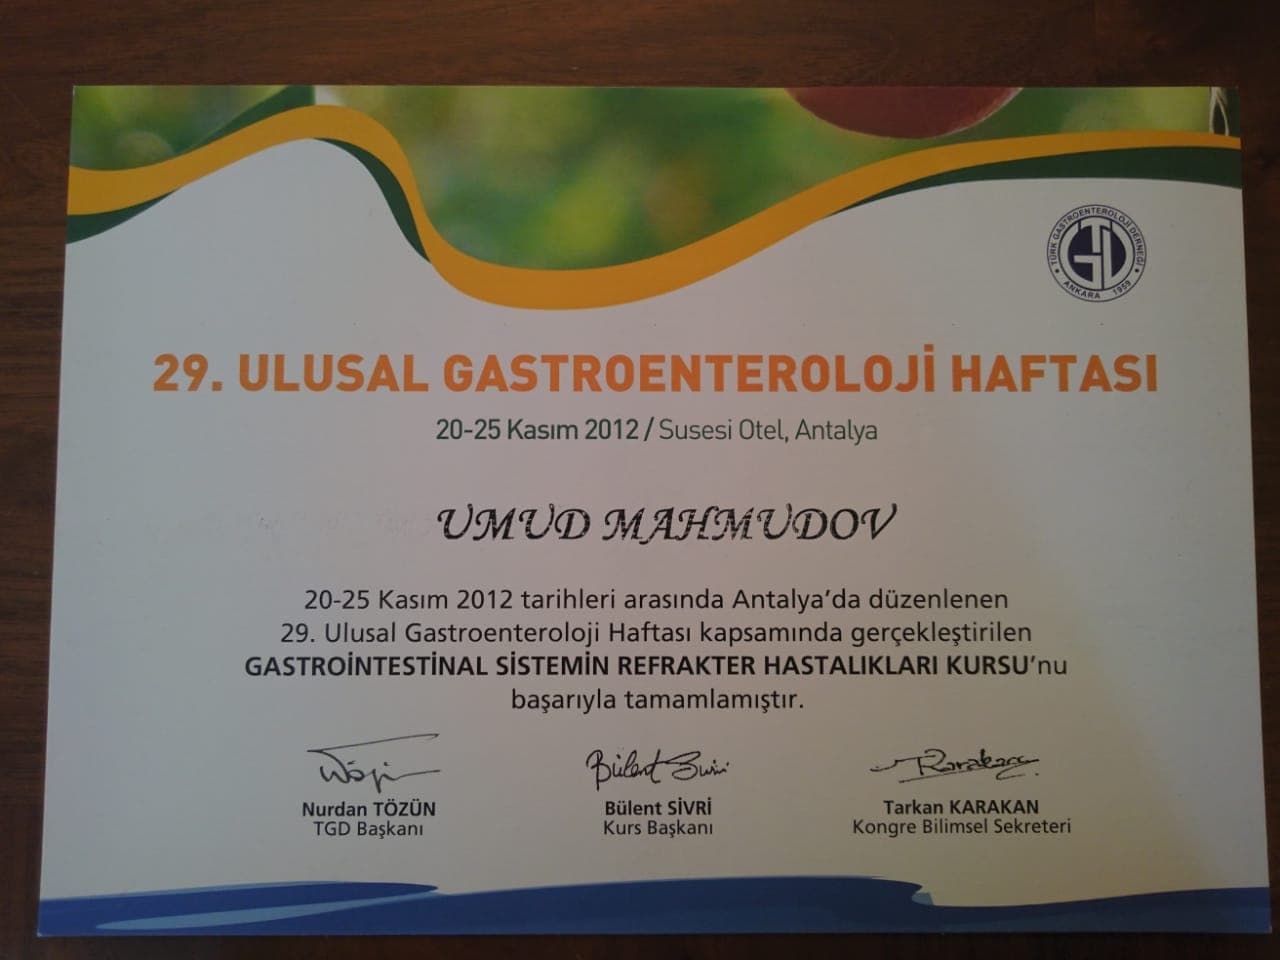 TÜRK GASTROENTEROLOJİ DERNEĞİ
TGD
ANKARA 1959
29. ULUSAL GASTROENTEROLOJİ HAFTASI
20-25 Kasım 2012 / Susesi Otel, Antalya
UMUD MAHMUDOV
20-25 Kasım 2012 tarihleri arasında Antalya'da düzenlenen
29. Ulusal Gastroenteroloji Haftası kapsamında gerçekleştirilen
GASTROİNTESTİNAL SİSTEMİN REFRAKTER HASTALIKLARI KURSU'nu
başarıyla tamamlamıştır.
Bülent Sivri
Nurdan TÖZÜN Bülent SİVRİ Tarkan KARAKAN
TGD Başkanı Kurs Başkanı Kongre Bilimsel Sekreteri